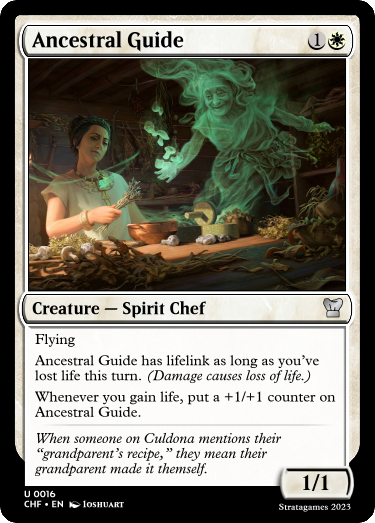 Ancestral Guide 1
Creature — Spirit Chef
Flying
Ancestral Guide has lifelink as long as you’ve
lost life this turn. (Damage causes loss of life.)
Whenever you gain life, put a +1/+1 counter on
Ancestral Guide.
When someone on Culdona mentions their
“grandparent’s recipe,” they mean their
grandparent made it themself.
1/1
U 0016
CHF • EN IOSHUART
Stratagames 2023